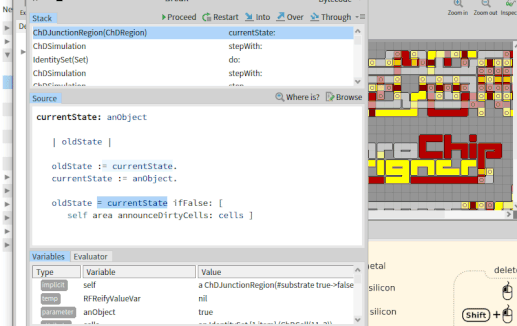 Ne
De
Bytecode
Stack
Proceed
Restart
Into
Over
Through
ChDJunctionRegion(ChDRegion) currentState:
ChDSimulation stepWith:
IdentitySet(Set) do:
ChDSimulation stepWith:
Source
Where is?
Browse
currentState: anObject
| oldState |
oldState := currentState.
currentState := anObject.
oldState = currentState ifFalse: [
self area announceDirtyCells: cells ]
Variables Evaluator
Type Variable Value
implicit self a ChDJunctionRegion(#substrate true->false
temp RFReifyValueVar nil
parameter anObject true
Zoom in Zoom out Inspect
Chip
etal
silicon
silicon
delete
Shift +